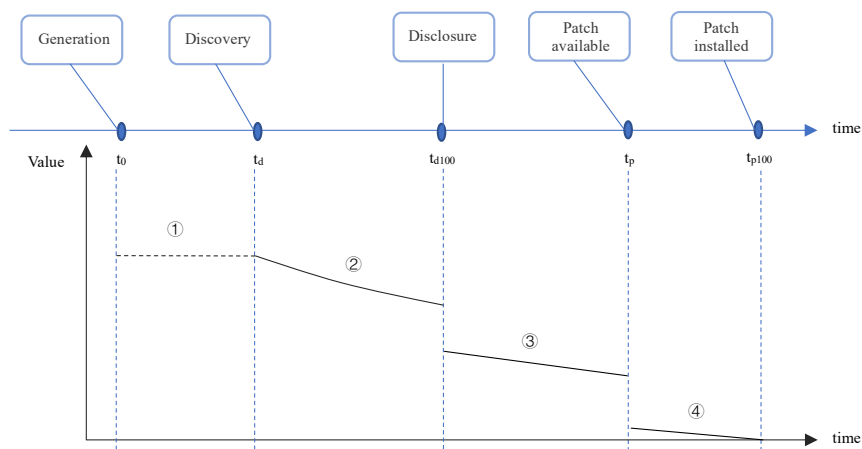 Generation
Discovery
Disclosure
Patch
available
Patch
installed
time
t0
td
td100
tp
tp100
Value
①
②
③
④
time